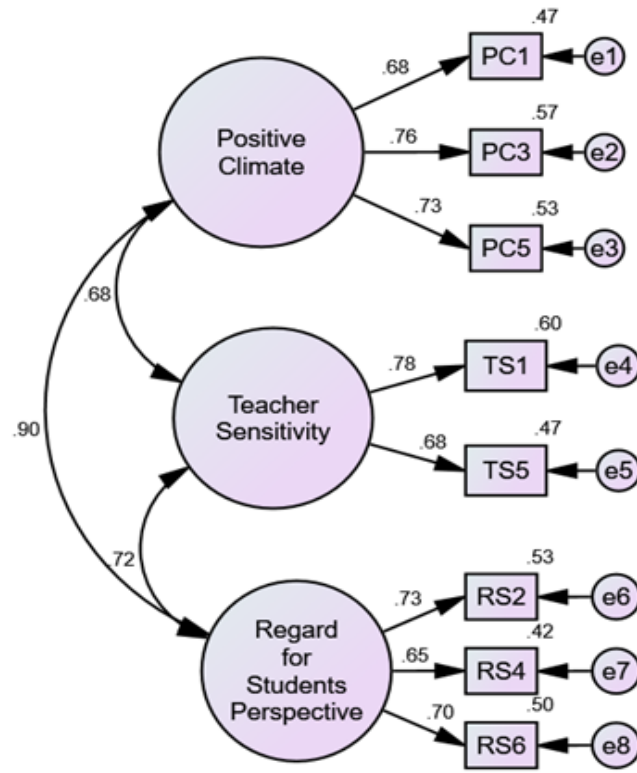 .47
.68
PC1
e1
Positive
Climate
.57
.76
PC3
e2
.53
.73
PC5
e3
.68
.60
.78
TS1
e4
Teacher
Sensitivity
.90
.47
.68
TS5
e5
.72
.53
.73
RS2
e6
Regard
for
Students
Perspective
.42
.65
RS4
e7
.50
.70
RS6
e8